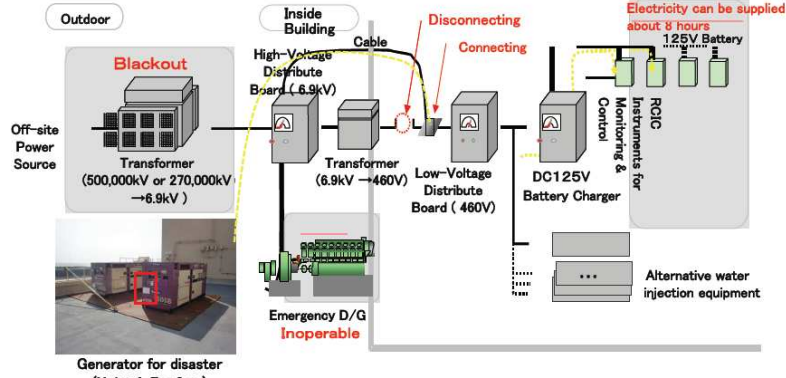 Outdoor
Inside
Building
Disconnecting
Connecting
Cable
Electricity can be supplied
about 8 hours
125V Battery
Blackout
High-Voltage
Distribute
Board ( 6.9kV)
Off-site
Power
Source
Transformer
(500,000kV or 270,000kV
→6.9kV )
Transformer
(6.9kV →460V)
Low-Voltage
Distribute
Board ( 460V)
DC125V
Battery Charger
RCIC
Instruments for
Monitoring &
Control
Emergency D/G
Inoperable
Alternative water
injection equipment
Generator for disaster